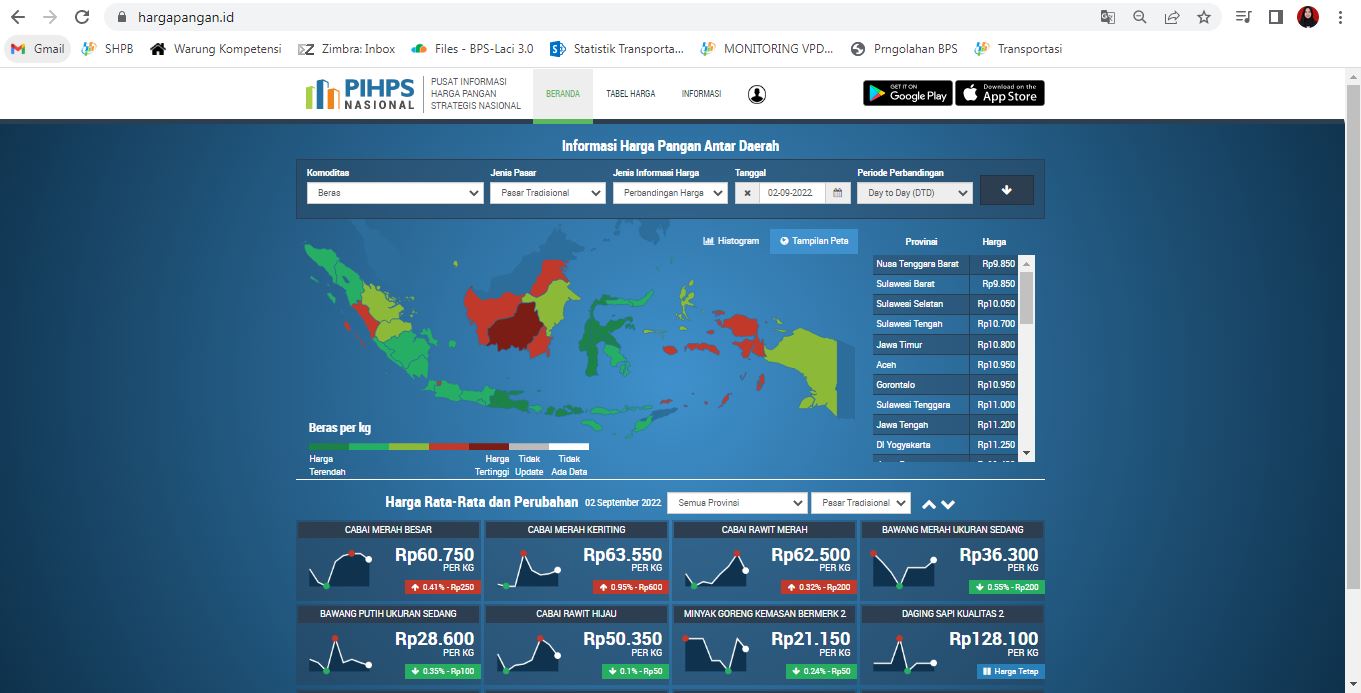 hargapangan.id
Gmail SHPB Warung Kompetensi Zimbra: Inbox Files - BPS-Laci 3.0 Statistik Transporta... MONITORING VPD... Prngolahan BPS Transportasi
PIHPS NASIONAL
PUSAT INFORMASI
HARGA PANGAN
STRATEGIS NASIONAL
BERANDA TABEL HARGA INFORMASI
GET IT ON
Google Play
Download on the
App Store
Informasi Harga Pangan Antar Daerah
Komoditas Jenis Pasar Jenis Informasi Harga Tanggal Periode Perbandingan
Beras Pasar Tradisional Perbandingan Harga 02-09-2022 Day to Day (DTD)
Histogram Tampilan Peta
Provinsi Harga
Nusa Tenggara Barat Rp9.850
Sulawesi Barat Rp9.850
Sulawesi Selatan Rp10.050
Sulawesi Tengah Rp10.700
Jawa Timur Rp10.800
Aceh Rp10.950
Gorontalo Rp10.950
Sulawesi Tenggara Rp11.000
Jawa Tengah Rp11.200
DI Yogyakarta Rp11.250
Beras per kg
Harga Terendah
Harga Tertinggi
Tidak Update
Tidak Ada Data
Harga Rata-Rata dan Perubahan 02 September 2022 Semua Provinsi Pasar Tradisional
CABAI MERAH BESAR
Rp60.750
PER KG
0.41% - Rp250
CABAI MERAH KERITING
Rp63.550
PER KG
0.95% - Rp600
CABAI RAWIT MERAH
Rp62.500
PER KG
0.32% - Rp200
BAWANG MERAH UKURAN SEDANG
Rp36.300
PER KG
0.55% - Rp200
BAWANG PUTIH UKURAN SEDANG
Rp28.600
PER KG
0.35% - Rp100
CABAI RAWIT HIJAU
Rp50.350
PER KG
0.1% - Rp50
MINYAK GORENG KEMASAN BERMERK 2
Rp21.150
PER KG
0.24% - Rp50
DAGING SAPI KUALITAS 2
Rp128.100
PER KG
Harga Tetap